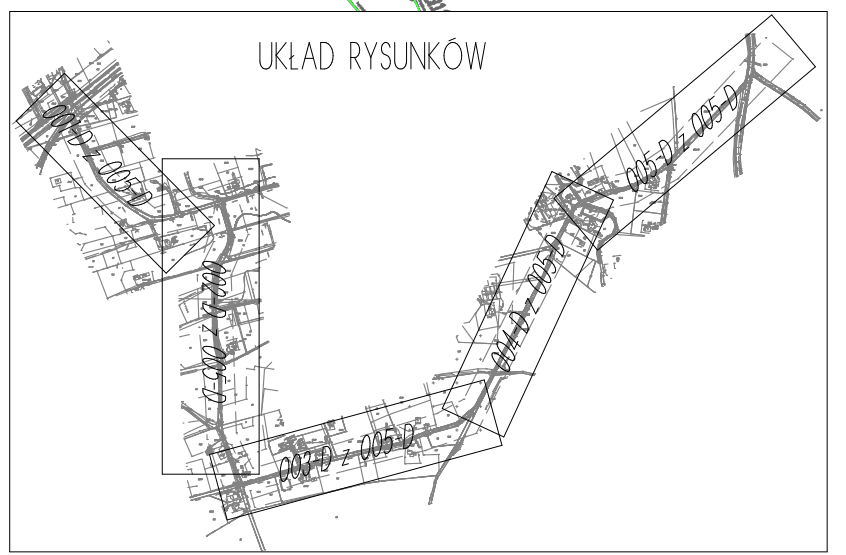 UKŁAD RYSUNKÓW
001-D z 005-D
002-D z 005-D
003-D z 005-D
004-D z 005-D
005-D z 005-D